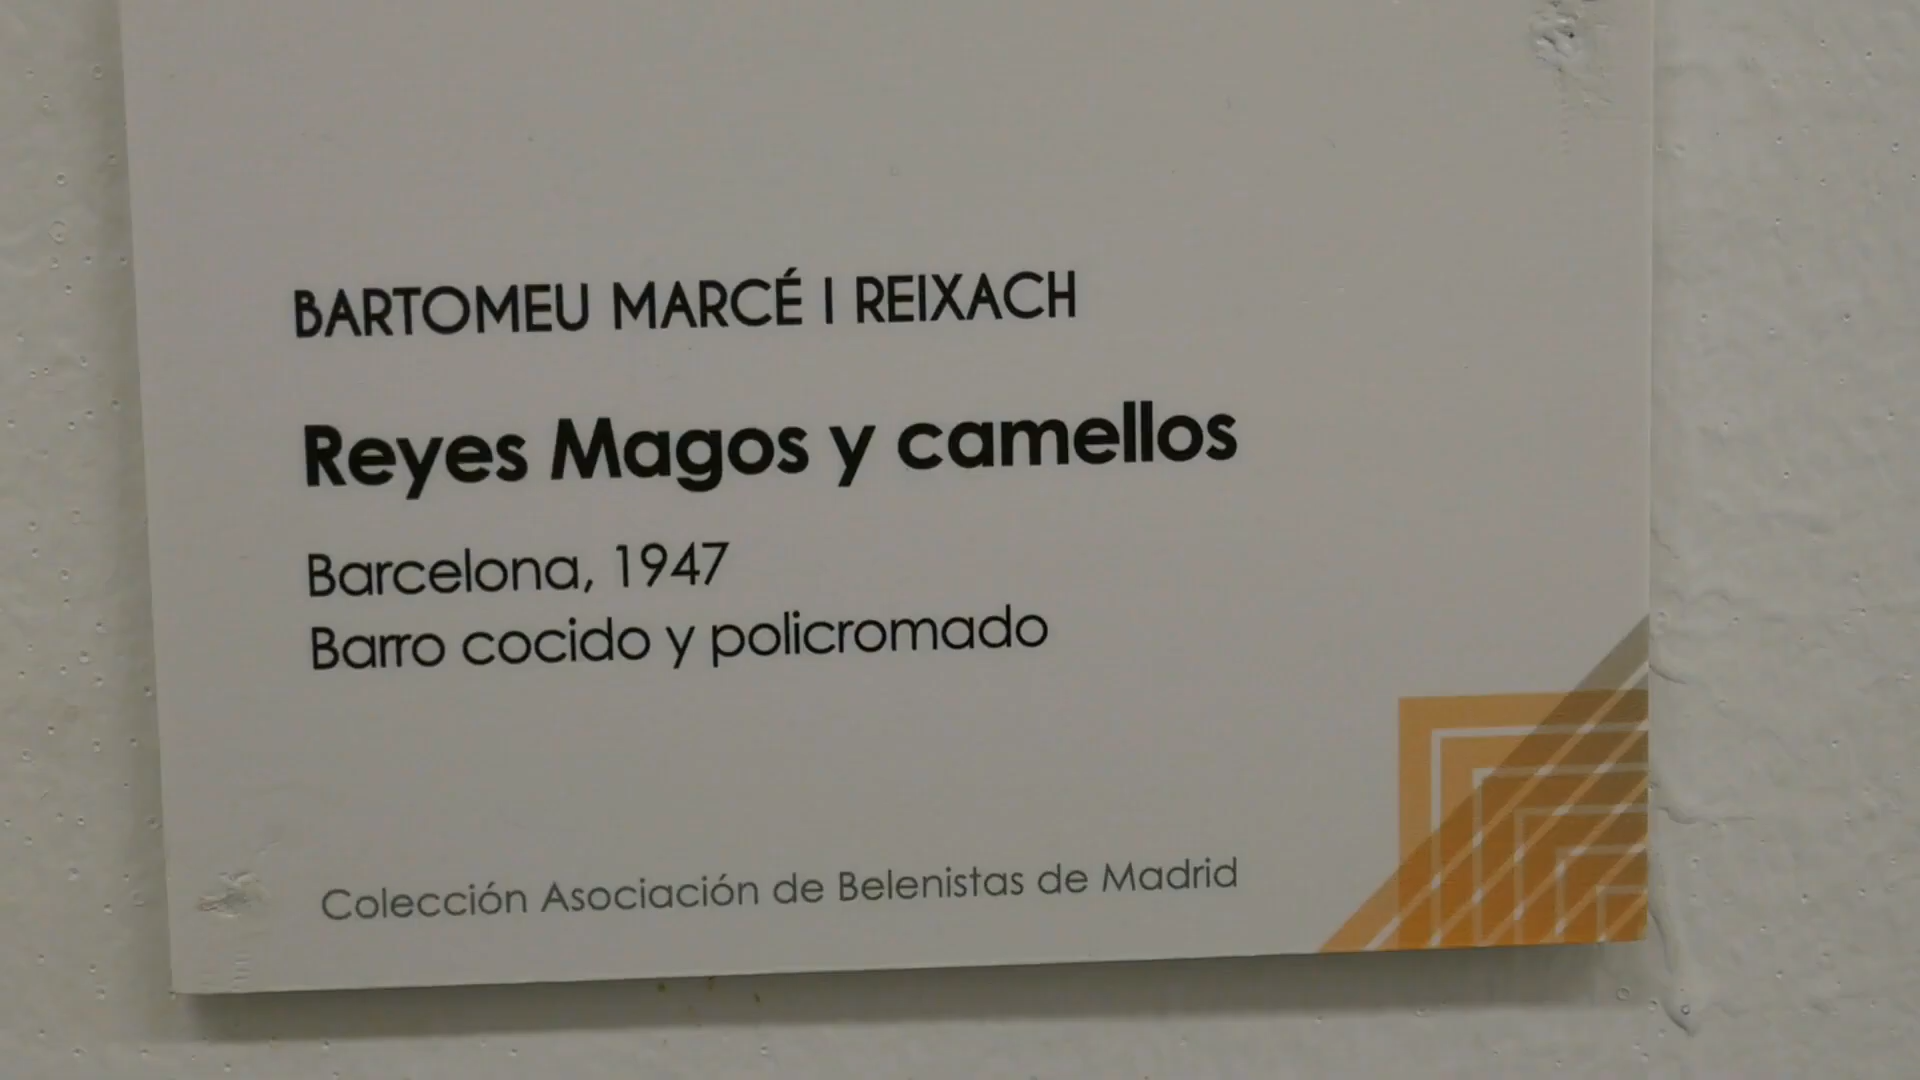 BARTOMEU MARCÉ I REIXACH
Reyes Magos y camellos
Barcelona, 1947
Barro cocido y policromado
Colección Asociación de Belenistas de Madrid